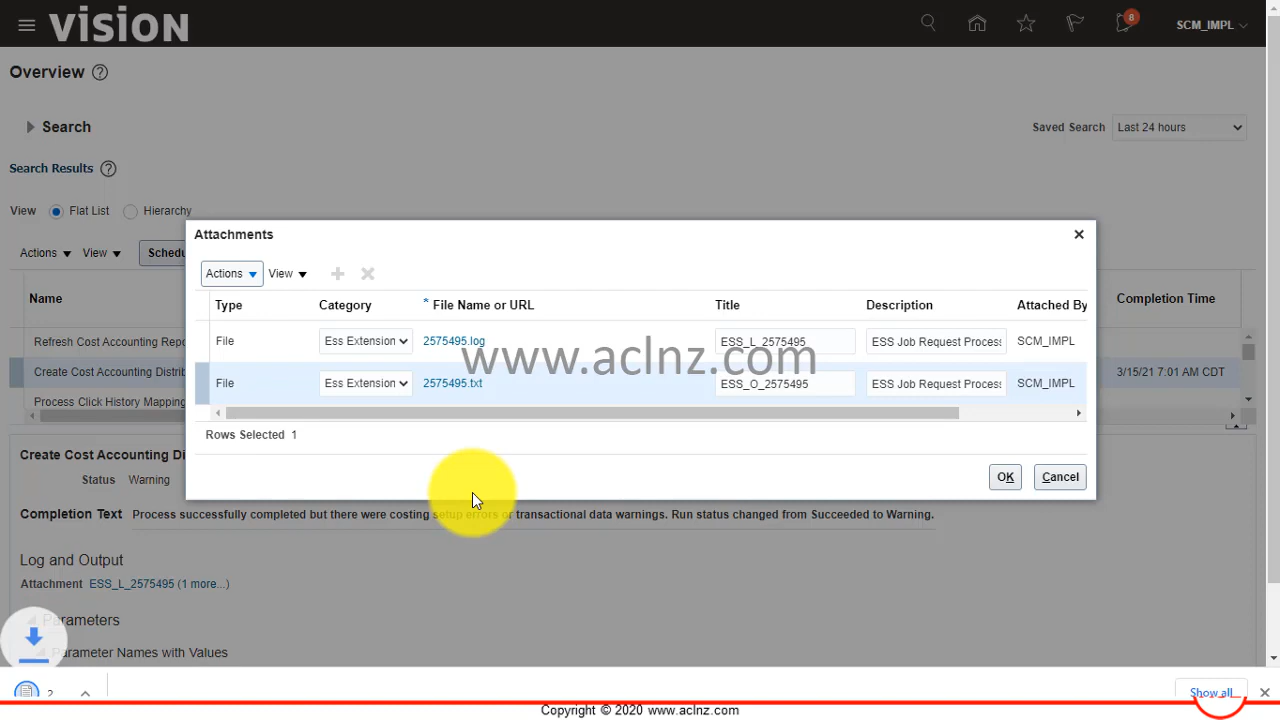 vision
8
SCM_IMPL
Overview ?
Search
Saved Search Last 24 hours
Search Results ?
View Flat List Hierarchy
Actions View Schedu
Name
Completion Time
Refresh Cost Accounting Repo
Create Cost Accounting Distrib
3/15/21 7:01 AM CDT
Process Click History Mapping
Attachments
Actions View
Type Category * File Name or URL Title Description Attached By
File Ess Extension 2575495.log ESS_L_2575495 ESS Job Request Process SCM_IMPL
www.aclnz.com
File Ess Extension 2575495.txt ESS_O_2575495 ESS Job Request Process SCM_IMPL
Rows Selected 1
OK Cancel
Create Cost Accounting Di
Status Warning
Completion Text Process successfully completed but there were costing setup errors or transactional data warnings. Run status changed from Succeeded to Warning.
Log and Output
Attachment ESS_L_2575495 (1 more...)
Parameters
Parameter Names with Values
2
Show all
Copyright © 2020 www.aclnz.com